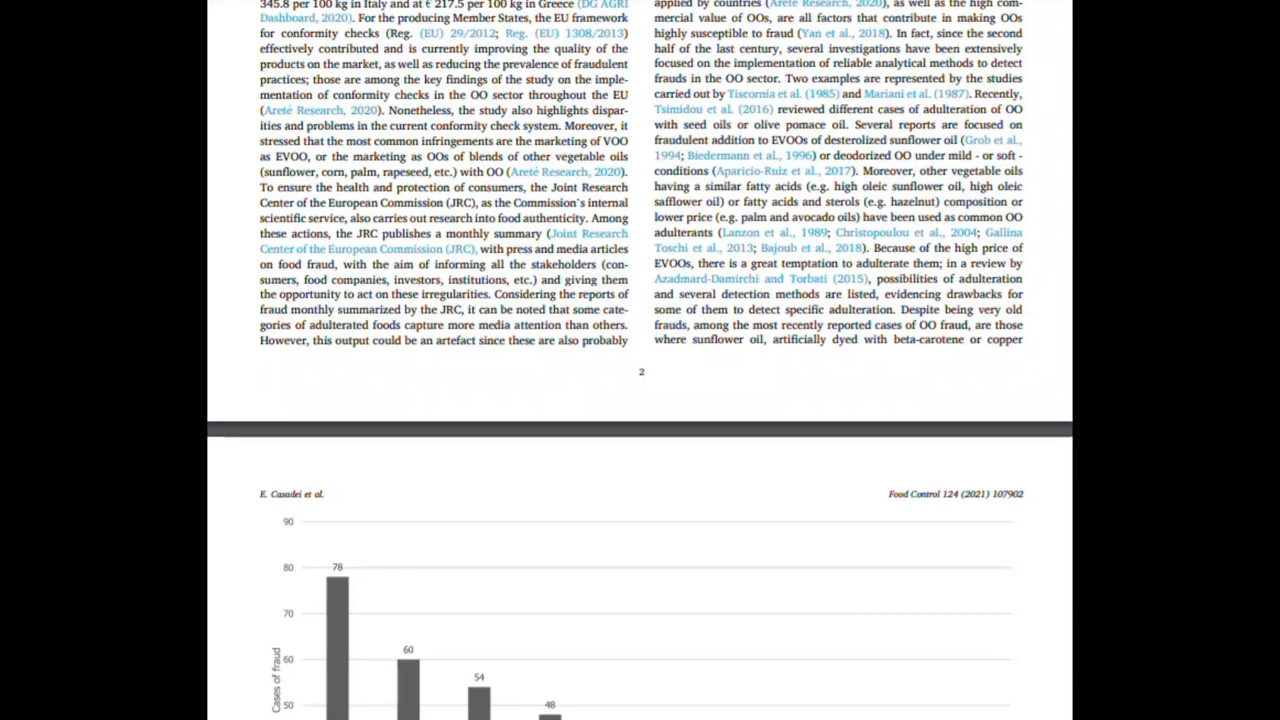 345.8 per 100 kg in Italy and at € 217.5 per 100 kg in Greece (DG AGRI
Dashboard, 2020). For the producing Member States, the EU framework
for conformity checks (Reg. (EU) 29/2012; Reg. (EU) 1308/2013)
effectively contributed and is currently improving the quality of the
products on the market, as well as reducing the prevalence of fraudulent
practices; those are among the key findings of the study on the imple-
mentation of conformity checks in the OO sector throughout the EU
(Areté Research, 2020). Nonetheless, the study also highlights dispar-
ities and problems in the current conformity check system. Moreover, it
stressed that the most common infringements are the marketing of VOO
as EVOO, or the marketing as OOs of blends of other vegetable oils
(sunflower, corn, palm, rapeseed, etc.) with OO (Areté Research, 2020).
To ensure the health and protection of consumers, the Joint Research
Center of the European Commission (JRC), as the Commission's internal
scientific service, also carries out research into food authenticity. Among
these actions, the JRC publishes a monthly summary (Joint Research
Center of the European Commission (JRC), with press and media articles
on food fraud, with the aim of informing all the stakeholders (con-
sumers, food companies, investors, institutions, etc.) and giving them
the opportunity to act on these irregularities. Considering the reports of
fraud monthly summarized by the JRC, it can be noted that some cate-
gories of adulterated foods capture more media attention than others.
However, this output could be an artefact since these are also probably
applied by countries (Areté Research, 2020), as well as the high com-
mercial value of OOs, are all factors that contribute in making OOs
highly susceptible to fraud (Yan et al., 2018). In fact, since the second
half of the last century, several investigations have been extensively
focused on the implementation of reliable analytical methods to detect
frauds in the OO sector. Two examples are represented by the studies
carried out by Tiscornia et al. (1985) and Mariani et al. (1987). Recently,
Tsimidou et al. (2016) reviewed different cases of adulteration of OO
with seed oils or olive pomace oil. Several reports are focused on
fraudulent addition to EVOOs of desterolized sunflower oil (Grob et al.,
1994; Biedermann et al., 1996) or deodorized OO under mild - or soft -
conditions (Aparicio-Ruiz et al., 2017). Moreover, other vegetable oils
having a similar fatty acids (e.g. high oleic sunflower oil, high oleic
safflower oil) or fatty acids and sterols (e.g. hazelnut) composition or
lower price (e.g. palm and avocado oils) have been used as common OO
adulterants (Lanzon et al., 1989; Christopoulou et al., 2004; Gallina
Toschi et al., 2013; Bajoub et al., 2018). Because of the high price of
EVOOs, there is a great temptation to adulterate them; in a review by
Azadmard-Damirchi and Torbati (2015), possibilities of adulteration
and several detection methods are listed, evidencing drawbacks for
some of them to detect specific adulteration. Despite being very old
frauds, among the most recently reported cases of OO fraud, are those
where sunflower oil, artificially dyed with beta-carotene or copper
2
E. Casadei et al.
Food Control 124 (2021) 107902
90
80
70
60
50
Cases of fraud
78
60
54
48